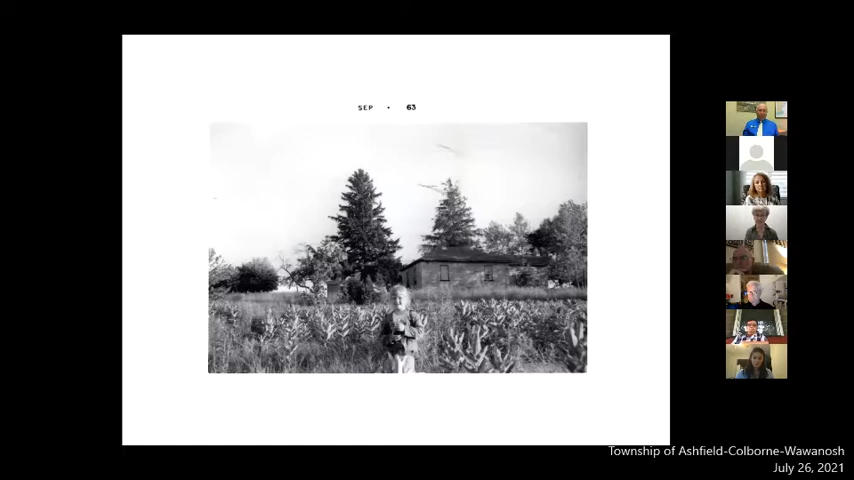 SEP • 63
Township of Ashfield-Colborne-Wawanosh
July 26, 2021